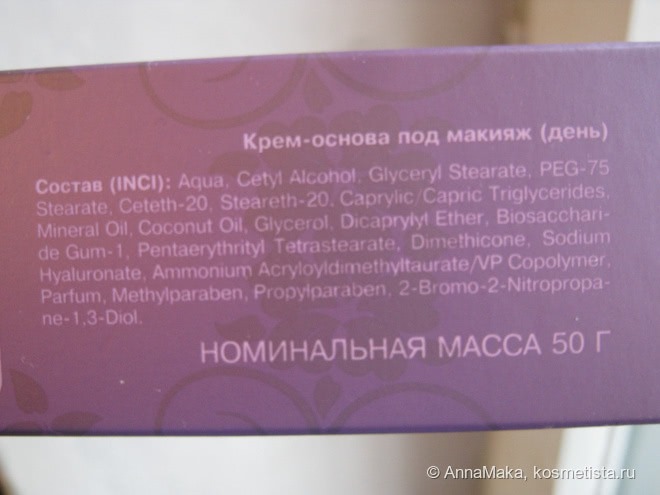 Крем-основа под макияж (день)
Состав (INCI): Aqua, Cetyl Alcohol, Glyceryl Stearate, PEG-75
Stearate, Ceteth-20, Steareth-20, Caprylic/Capric Triglycerides,
Mineral Oil, Coconut Oil, Glycerol, Dicaprylyl Ether, Biosacchari-
de Gum-1, Pentaerythrityl Tetrastearate, Dimethicone, Sodium
Hyaluronate, Ammonium Acryloyldimethyltaurate/VP Copolymer,
Parfum, Methylparaben, Propylparaben, 2-Bromo-2-Nitropropa-
ne-1,3-Diol.
НОМИНАЛЬНАЯ МАССА 50 Г
© AnnaMaka, kosmetista.ru